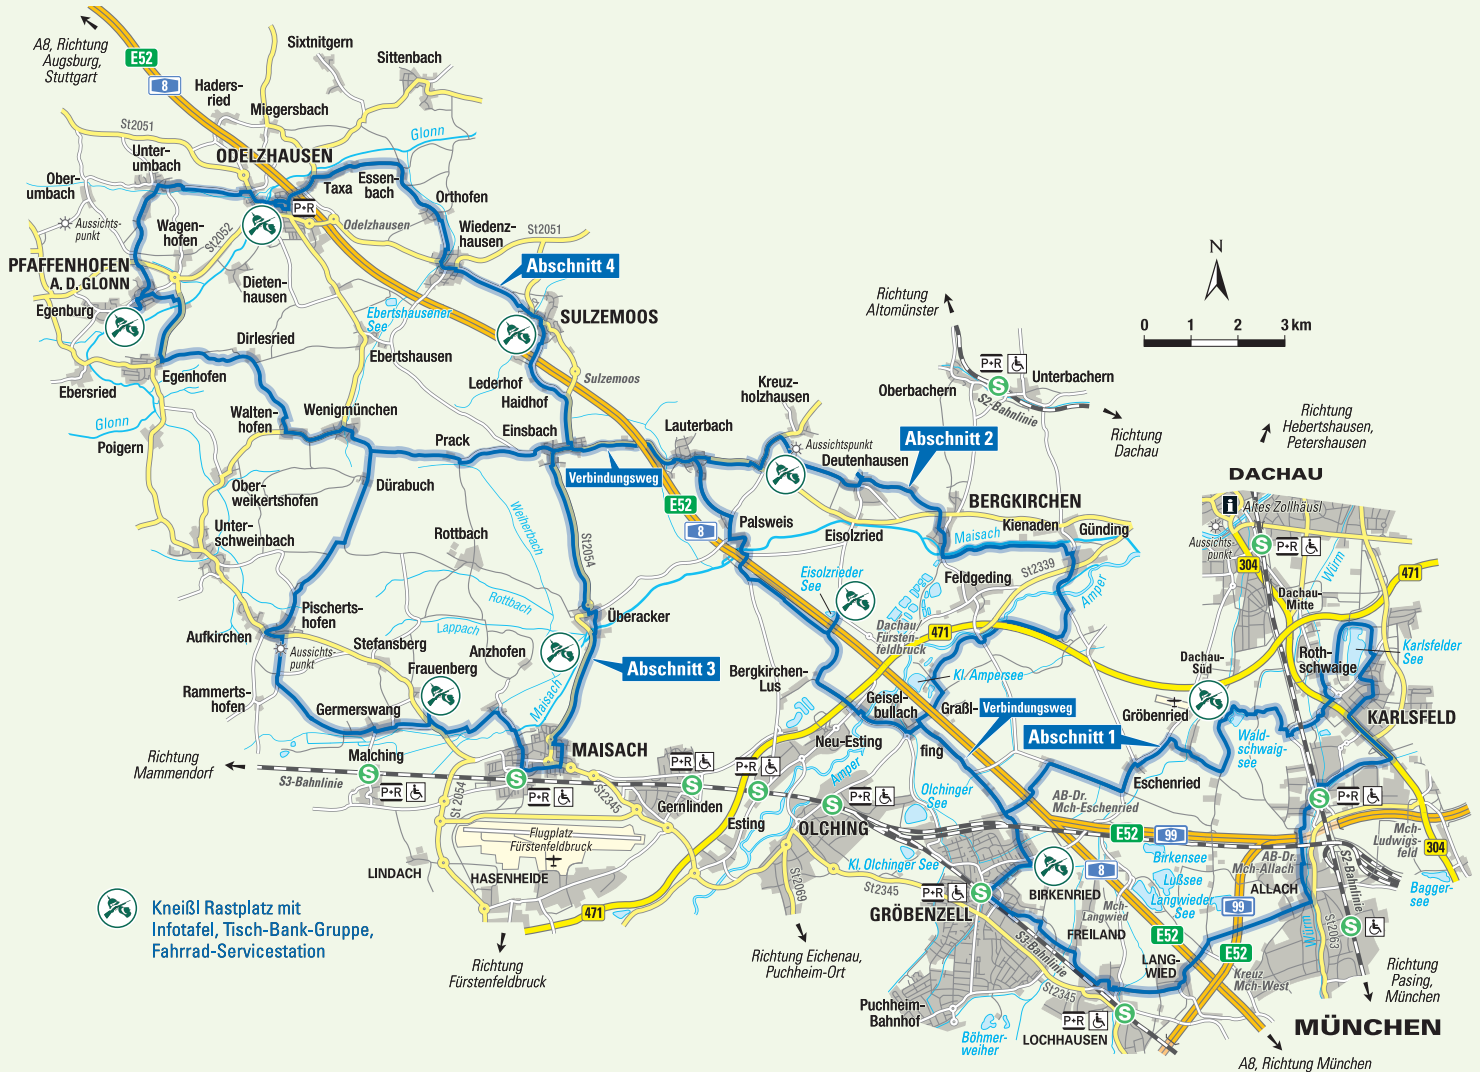 A8, Richtung
Augsburg,
Stuttgart
E52
8
Sixtnitgern
Sittenbach
Haders-
ried
Miegersbach
St2051
Glonn
Unter-
umbach
ODELZHAUSEN
Ober-
umbach
Taxa
Essen-
bach
Orthofen
P+R
Aussichts-
punkt
Wagen-
hofen
St2052
Odelzhausen
Wiedenz-
hausen
St2051
PFAFFENHOFEN
A. D. GLONN
Abschnitt 4
Dieten-
hausen
Egenburg
Ebertshausener
See
SULZEMOOS
Dirlesried
Ebertshausen
Egenhofen
Ebersried
Lederhof
Sulzemoos
Haidhof
Glonn
Walten-
hofen
Wenigmünchen
Poigern
Prack
Einsbach
Lauterbach
Kreuz-
holzhausen
Aussichtspunkt
Deutenhausen
Verbindungsweg
Abschnitt 2
Richtung
Altomünster
Oberbachern
P+R
S
Unterbachern
S2-Bahnlinie
Richtung
Dachau
N
0 1 2 3 km
Richtung
Hebertshausen,
Petershausen
DACHAU
i
Altes Zollhäusl
Aussichts-
punkt
S
P+R
304
Würm
471
Dachau-
Mitte
Ober-
weikertshofen
Dürabuch
E52
8
Palsweis
Eisolzried
BERGKIRCHEN
Kienaden
Günding
Maisach
Unter-
schweinbach
Rottbach
Weiherbach
St2054
Feldgeding
St2339
Amper
Eisolzrieder
See
Rottbach
Lappach
Überacker
Pischerts-
hofen
Aufkirchen
Stefansberg
Aussichts-
punkt
Frauenberg
Anzhofen
Dachau/
Fürsten-
feldbruck
471
Abschnitt 3
Bergkirchen-
Lus
Kl. Ampersee
Dachau-
Süd
Roth-
schwaige
Karlsfelder
See
Rammerts-
hofen
Germerswang
Maisach
Geisel-
bullach
Graßl-
fing
Verbindungsweg
Gröbenried
KARLSFELD
Abschnitt 1
Wald-
schwaig-
see
MAISACH
Neu-Esting
Richtung
Mammendorf
Malching
S3-Bahnlinie
S
P+R
S
P+R
P+R
S
P+R
S
Amper
Olchinger
See
Eschenried
St 2054
St2345
Gernlinden
Esting
S
P+R
OLCHING
AB-Dr.
Mch-Eschenried
S
P+R
Flugplatz
Fürstenfeldbruck
E52
99
Mch-
Ludwigs-
feld
304
LINDACH
HASENHEIDE
Kl. Olchinger See
St2345
St2069
P+R
S
BIRKENRIED
8
Birkensee
Lußsee
Langwieder
See
AB-Dr.
Mch-Allach
ALLACH
99
S2-Bahnlinie
Bagger-
see
GRÖBENZELL
Mch-
Langwied
FREILAND
E52
LANG-
WIED
E52
Würm
St2063
S
471
Kneißl Rastplatz mit
Infotafel, Tisch-Bank-Gruppe,
Fahrrad-Servicestation
Richtung
Fürstenfeldbruck
Richtung Eichenau,
Puchheim-Ort
S3-Bahnlinie
St2345
Kreuz
Mch-West
Richtung
Pasing,
München
Puchheim-
Bahnhof
Böhmer-
weiher
P+R
S
LOCHHAUSEN
MÜNCHEN
A8, Richtung München